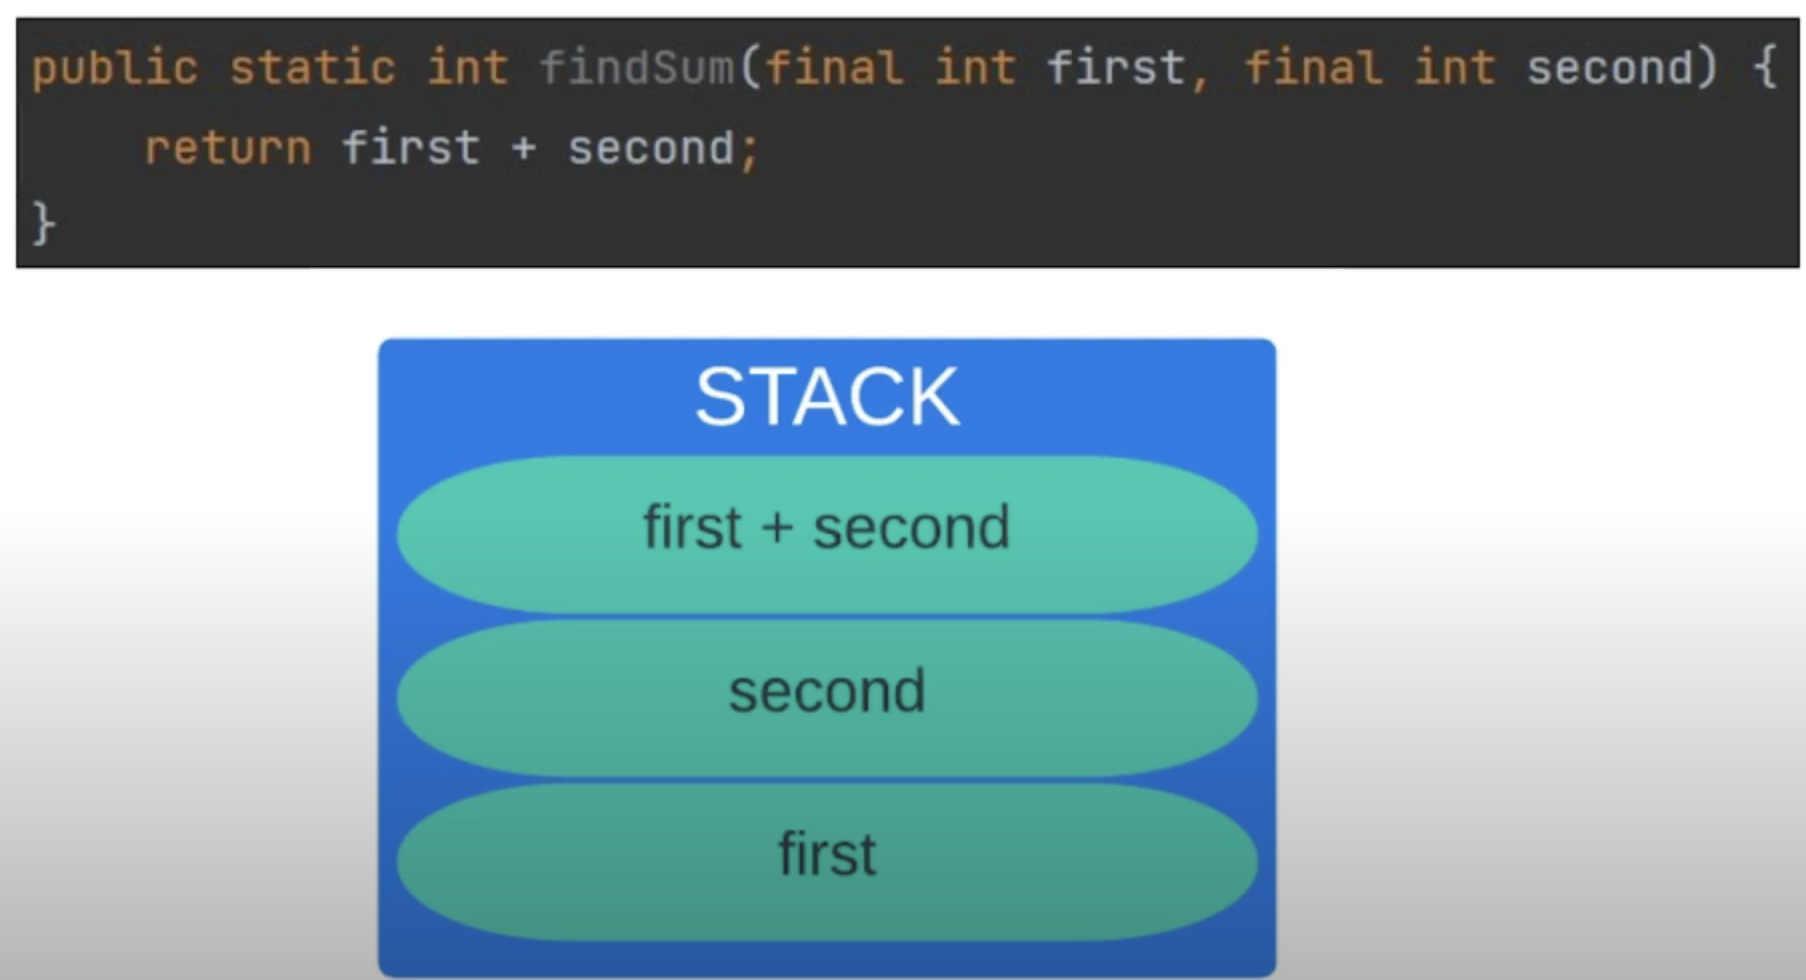 public static int findSum(final int first, final int second) {
    return first + second;
}
STACK
first + second
second
first